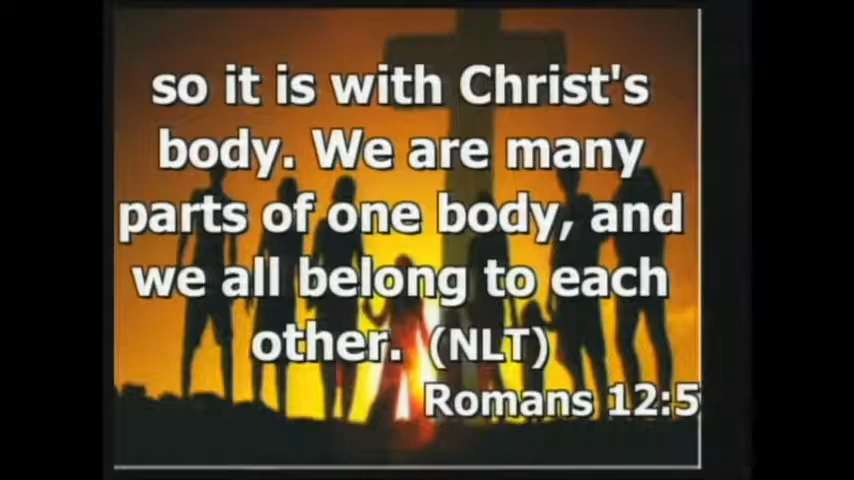 so it is with Christ's
body. We are many
parts of one body, and
we all belong to each
other. (NLT)
Romans 12:5